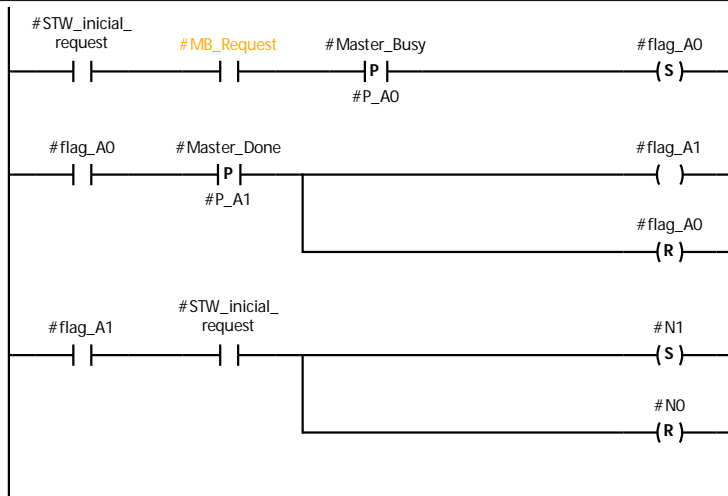 #STW_inicial_
request
#MB_Request
#Master_Busy
#flag_A0
P
S
#P_A0
#flag_A0
#Master_Done
#flag_A1
P
#P_A1
#flag_A0
R
#STW_inicial_
request
#flag_A1
#N1
S
#N0
R